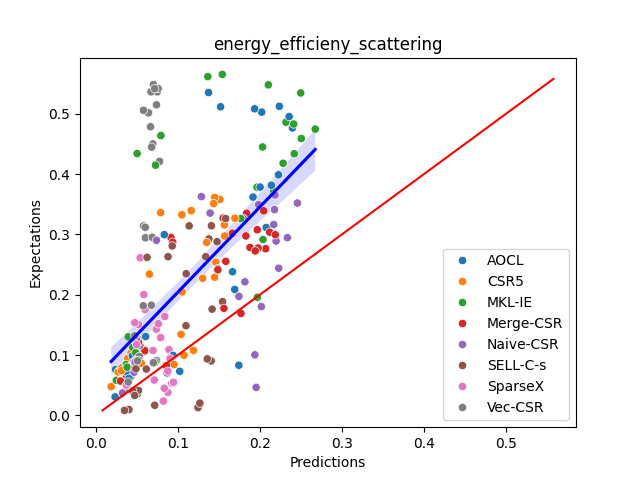 energy_efficieny_scattering
Expectations
0.5
0.4
0.3
0.2
0.1
0.0
0.0 0.1 0.2 0.3 0.4 0.5
Predictions
AOCL
CSR5
MKL-IE
Merge-CSR
Naive-CSR
SELL-C-s
SparseX
Vec-CSR